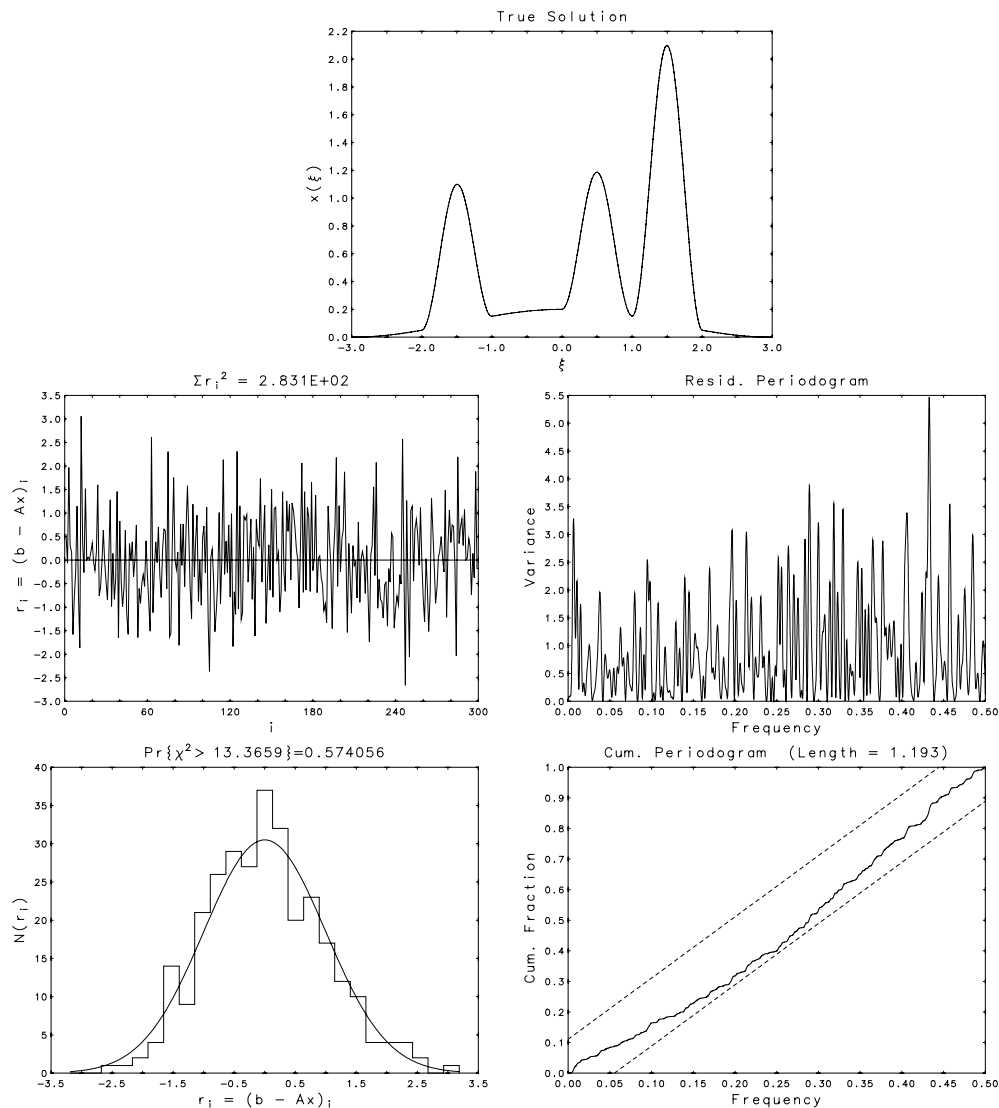 True Solution
x(ξ)
2.2
2.0
1.8
1.6
1.4
1.2
1.0
0.8
0.6
0.4
0.2
0.0
-3.0 -2.0 -1.0 0.0 1.0 2.0 3.0
ξ
Σrᵢ² = 2.831E+02
rᵢ = (b - Ax)ᵢ
3.5
3.0
2.5
2.0
1.5
1.0
0.5
0.0
-0.5
-1.0
-1.5
-2.0
-2.5
-3.0
0 60 120 180 240 300
i
Resid. Periodogram
Variance
5.5
5.0
4.5
4.0
3.5
3.0
2.5
2.0
1.5
1.0
0.5
0.0
0.00 0.05 0.10 0.15 0.20 0.25 0.30 0.35 0.40 0.45 0.50
Frequency
Pr{χ²> 13.3659}=0.574056
N(rᵢ)
40
35
30
25
20
15
10
5
0
-3.5 -2.5 -1.5 -0.5 0.5 1.5 2.5 3.5
rᵢ = (b - Ax)ᵢ
Cum. Periodogram (Length = 1.193)
Cum. Fraction
1.0
0.9
0.8
0.7
0.6
0.5
0.4
0.3
0.2
0.1
0.0
0.00 0.05 0.10 0.15 0.20 0.25 0.30 0.35 0.40 0.45 0.50
Frequency